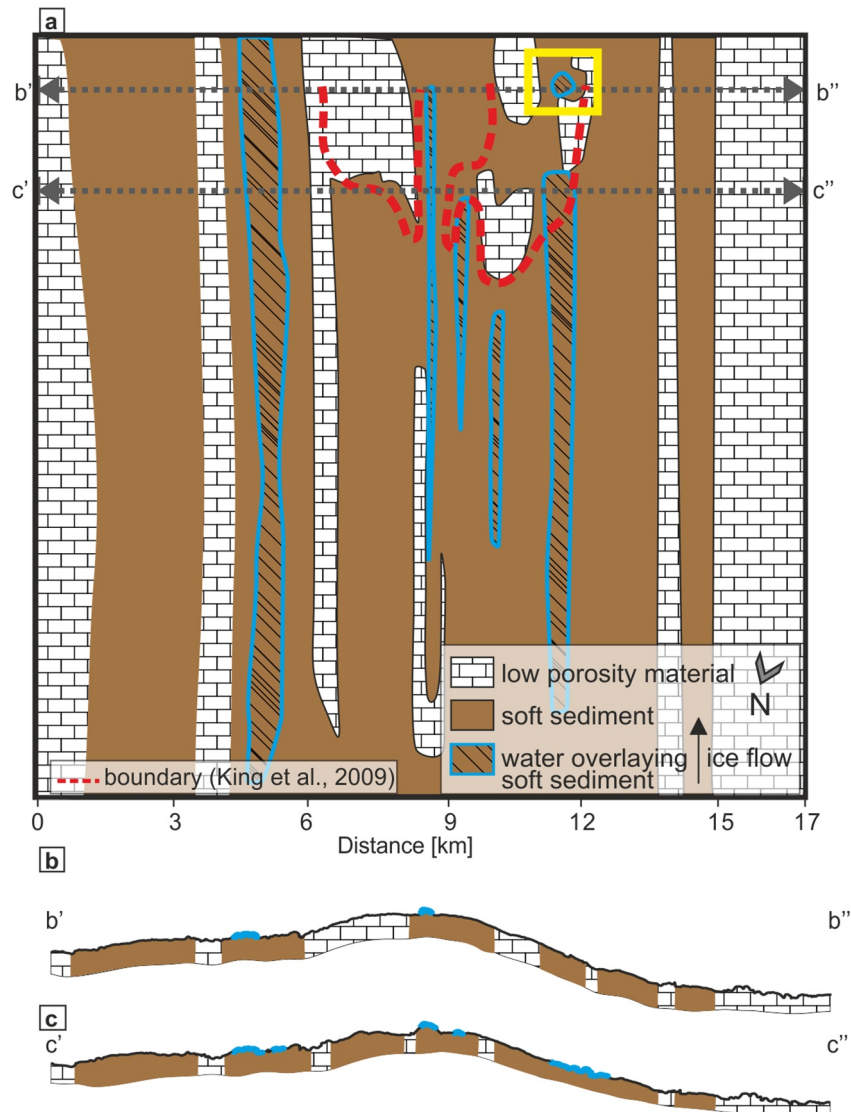 a
b' b''
c' c''
low porosity material
soft sediment
N
water overlaying
soft sediment
ice flow
boundary (King et al., 2009)
0 3 6 9 12 15 17
Distance [km]
b
b' b''
c
c' c''